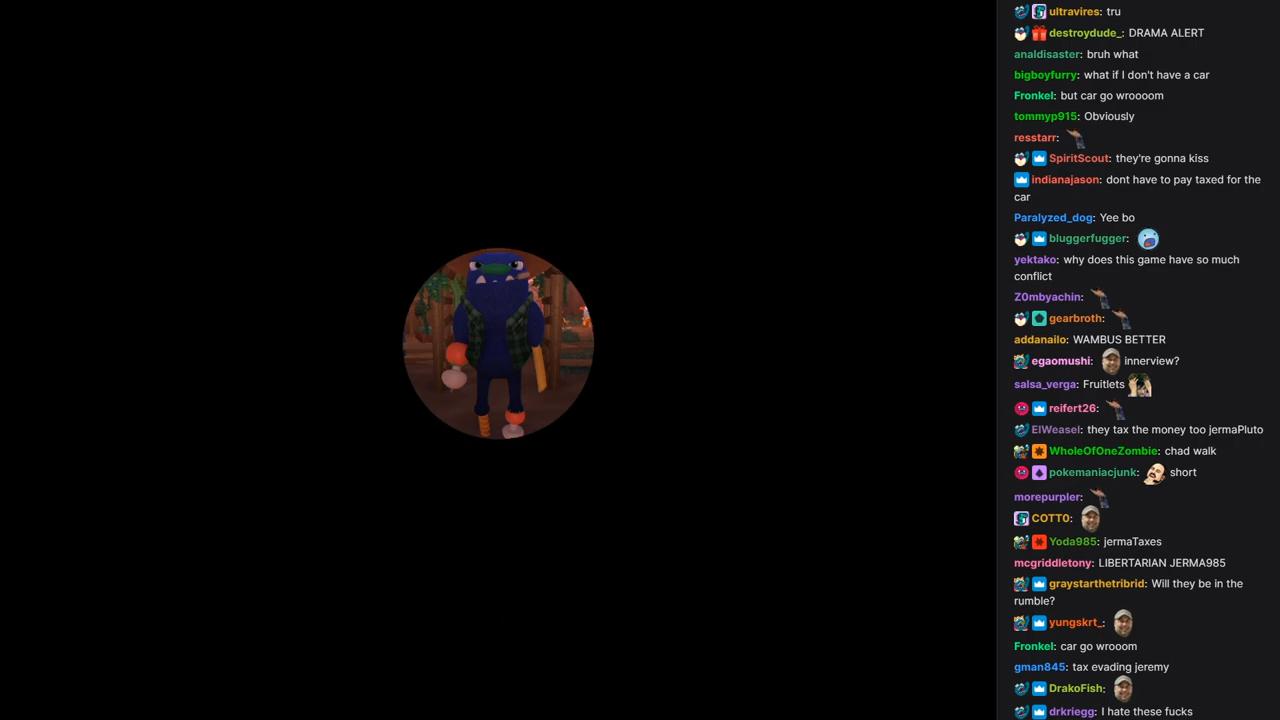 ultravires: tru
destroydude_: DRAMA ALERT
analdisaster: bruh what
bigboyfurry: what if I don't have a car
Fronkel: but car go wroooom
tommyp915: Obviously
resstarr:
SpiritScout: they're gonna kiss
indianajason: dont have to pay taxed for the
car
Paralyzed_dog: Yee bo
bluggerfugger:
yektako: why does this game have so much
conflict
Z0mbyachin:
gearbroth:
addanailo: WAMBUS BETTER
egaomushi: innerview?
salsa_verga: Fruitlets
reifert26:
ElWeasel: they tax the money too jermaPluto
WholeOfOneZombie: chad walk
pokemaniacjunk: short
morepurpler:
COTT0:
Yoda985: jermaTaxes
mcgriddletony: LIBERTARIAN JERMA985
graystarthetribrid: Will they be in the
rumble?
yungskrt_:
Fronkel: car go wrooom
gman845: tax evading jeremy
DrakoFish:
drkriegg: I hate these fucks